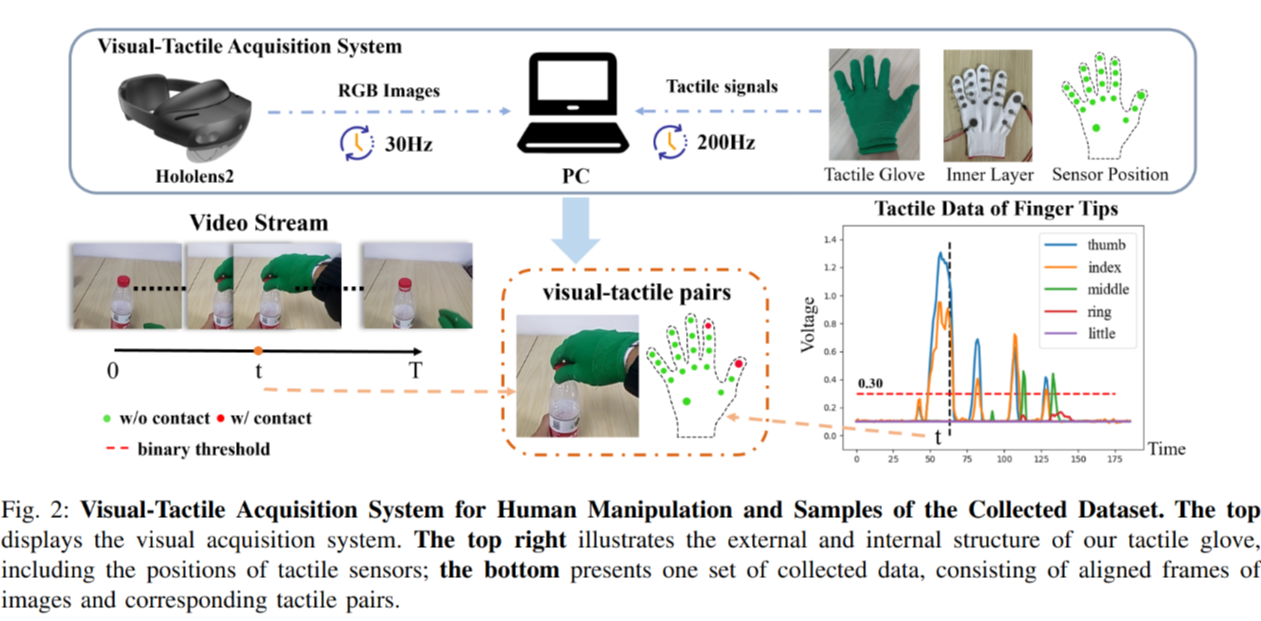 Visual-Tactile Acquisition System
RGB Images
Tactile signals
30Hz
200Hz
Hololens2
PC
Tactile Glove
Inner Layer
Sensor Position
Video Stream
0
t
T
w/o contact
w/ contact
binary threshold
visual-tactile pairs
Tactile Data of Finger Tips
Voltage
1.4
1.2
1.0
0.8
0.6
0.4
0.2
0.0
0.30
thumb
index
middle
ring
little
t
0
25
50
75
100
125
150
175
Time
Fig. 2: Visual-Tactile Acquisition System for Human Manipulation and Samples of the Collected Dataset. The top
displays the visual acquisition system. The top right illustrates the external and internal structure of our tactile glove,
including the positions of tactile sensors; the bottom presents one set of collected data, consisting of aligned frames of
images and corresponding tactile pairs.